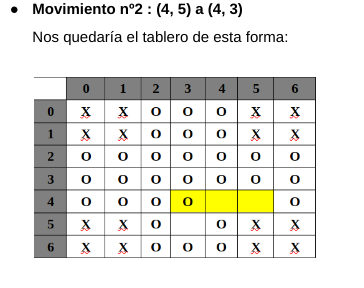 ● Movimiento nº2 : (4, 5) a (4, 3)
Nos quedaría el tablero de esta forma:
0 1 2 3 4 5 6
0 X X O O O X X
1 X X O O O X X
2 O O O O O O O
3 O O O O O O O
4 O O O O O
5 X X O O X X
6 X X O O O X X